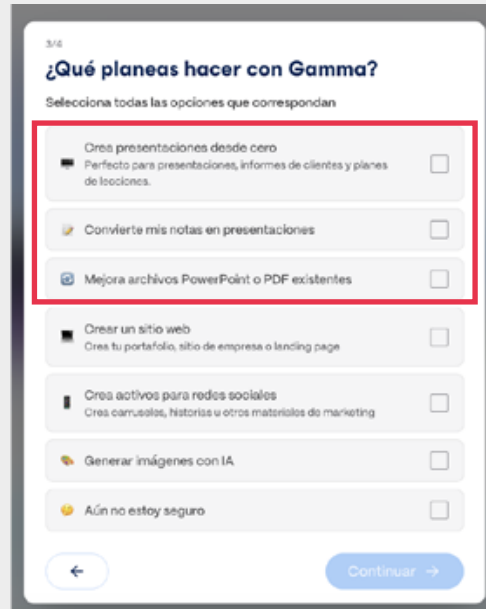 3/4
¿Qué planeas hacer con Gamma?
Selecciona todas las opciones que correspondan
Crea presentaciones desde cero
Perfecto para presentaciones, informes de clientes y planes
de lecciones.
Convierte mis notas en presentaciones
Mejora archivos PowerPoint o PDF existentes
Crear un sitio web
Crea tu portafolio, sitio de empresa o landing page
Crea activos para redes sociales
Crea carruseles, historias u otros materiales de marketing
Generar imágenes con IA
Aún no estoy seguro
Continuar